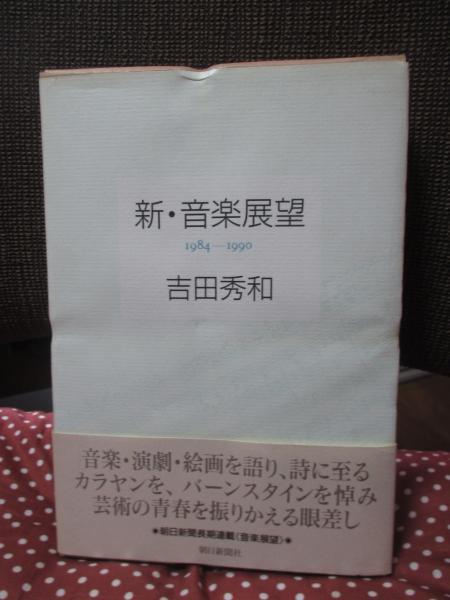 新・音楽展望
1984—1990
吉田秀和
音楽・演劇・絵画を語り、詩に至る
カラヤンを、バーンスタインを悼み
芸術の青春を振りかえる眼差し
●朝日新聞長期連載〈音楽展望〉●
朝日新聞社